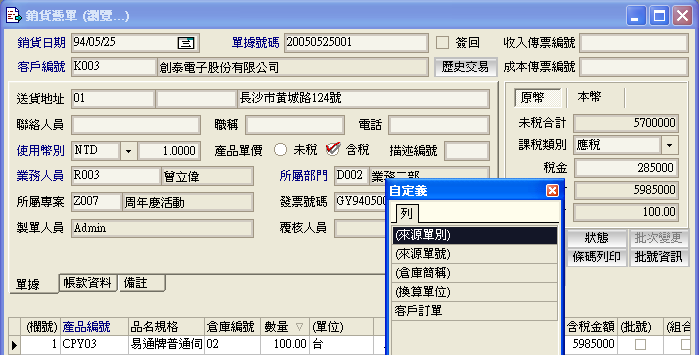 銷貨憑單 (瀏覽...)
銷貨日期 94/05/25 單據號碼 20050525001 簽回 收入傳票編號
客戶編號 K003 創泰電子股份有限公司 歷史交易 成本傳票編號
送貨地址 01 長沙市黃城路124號
聯絡人員 職稱 電話
使用幣別 NTD 1.0000 產品單價 未稅 含稅 描述編號
業務人員 R003 曾立偉 所屬部門 D002 業務二部
所屬專案 Z007 周年慶活動 發票號碼 GY940500
製單人員 Admin 覆核人員
原幣 本幣
未稅合計 5700000
課稅類別 應稅
稅金 285000
5985000
100.00
狀態 批次變更
條碼列印 批號資訊
單據 帳款資料 備註
自定義
列
(來源單別)
(來源單號)
(倉庫簡稱)
(換算單位)
客戶訂單
(欄號) 產品編號 品名規格 倉庫編號 數量 (單位) 含稅金額 (批號) (組合
1 CPY03 易通牌普通伺 02 100.00 台 5985000